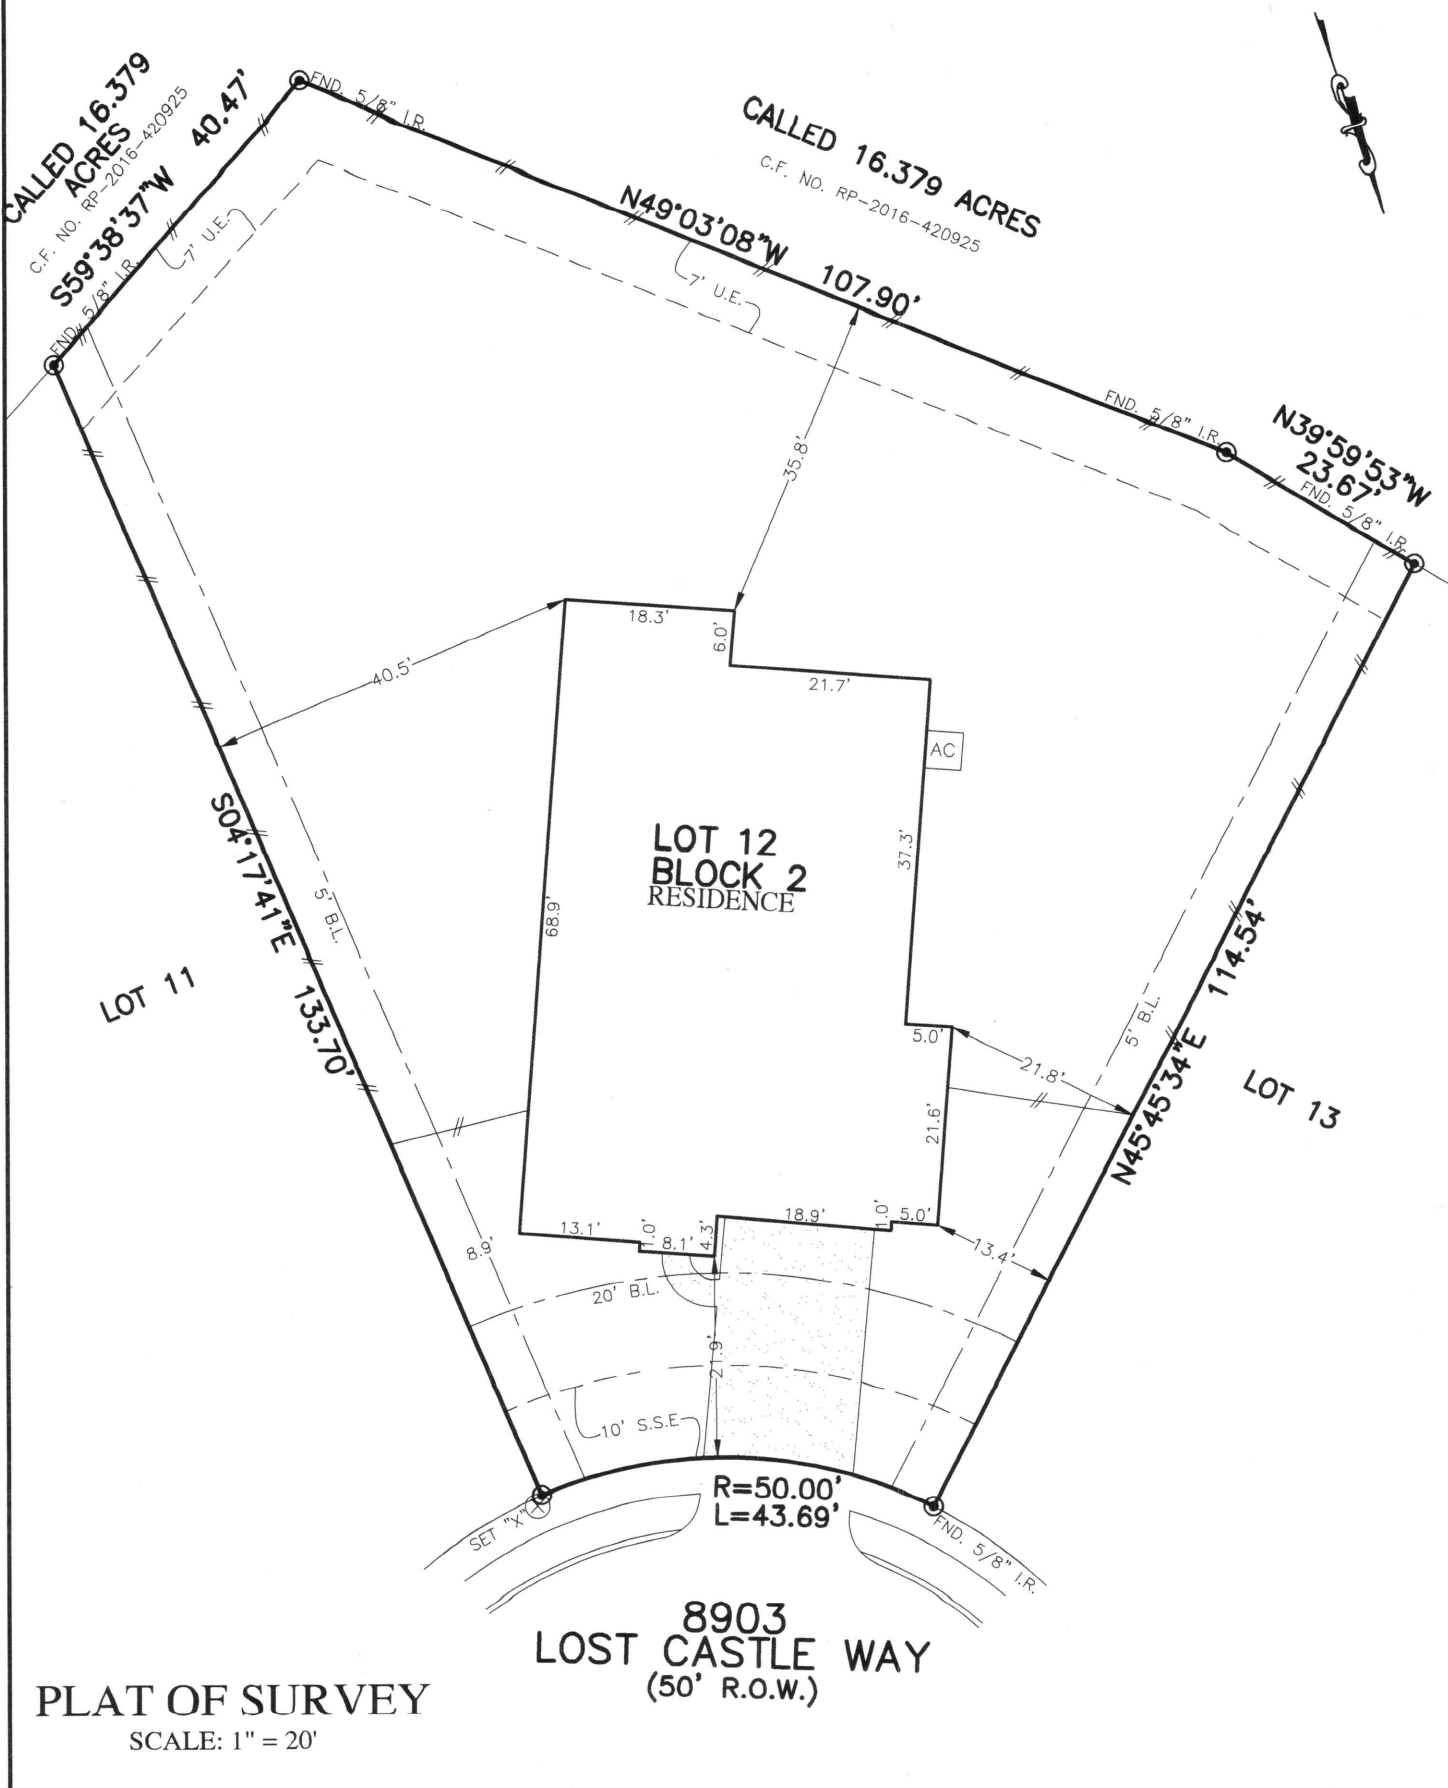 CALLED 16.379
ACRES
C.F. NO. RP-2016-420925
S59°38'37"W 40.47'
FND. 5/8" I.R.
7' U.E.
FND. 5/8" I.R.
CALLED 16.379 ACRES
C.F. NO. RP-2016-420925
N49°03'08"W 107.90'
7' U.E.
FND. 5/8" I.R.
N39°59'53"W
23.67'
FND. 5/8" I.R.
35.8'
18.3'
6.0'
21.7'
40.5'
AC
LOT 12
BLOCK 2
RESIDENCE
37.3'
68.9'
S04°17'41"E 133.70'
5' B.L.
LOT 11
N45°45'34"E 114.54'
5' B.L.
LOT 13
5.0'
21.8'
21.6'
13.1'
1.0'
8.1'
4.3'
18.9'
1.0'
5.0'
13.4'
8.9'
20' B.L.
21.9'
10' S.S.E
R=50.00'
L=43.69'
SET "X"
FND. 5/8" I.R.
8903
LOST CASTLE WAY
(50' R.O.W.)
PLAT OF SURVEY
SCALE: 1" = 20'